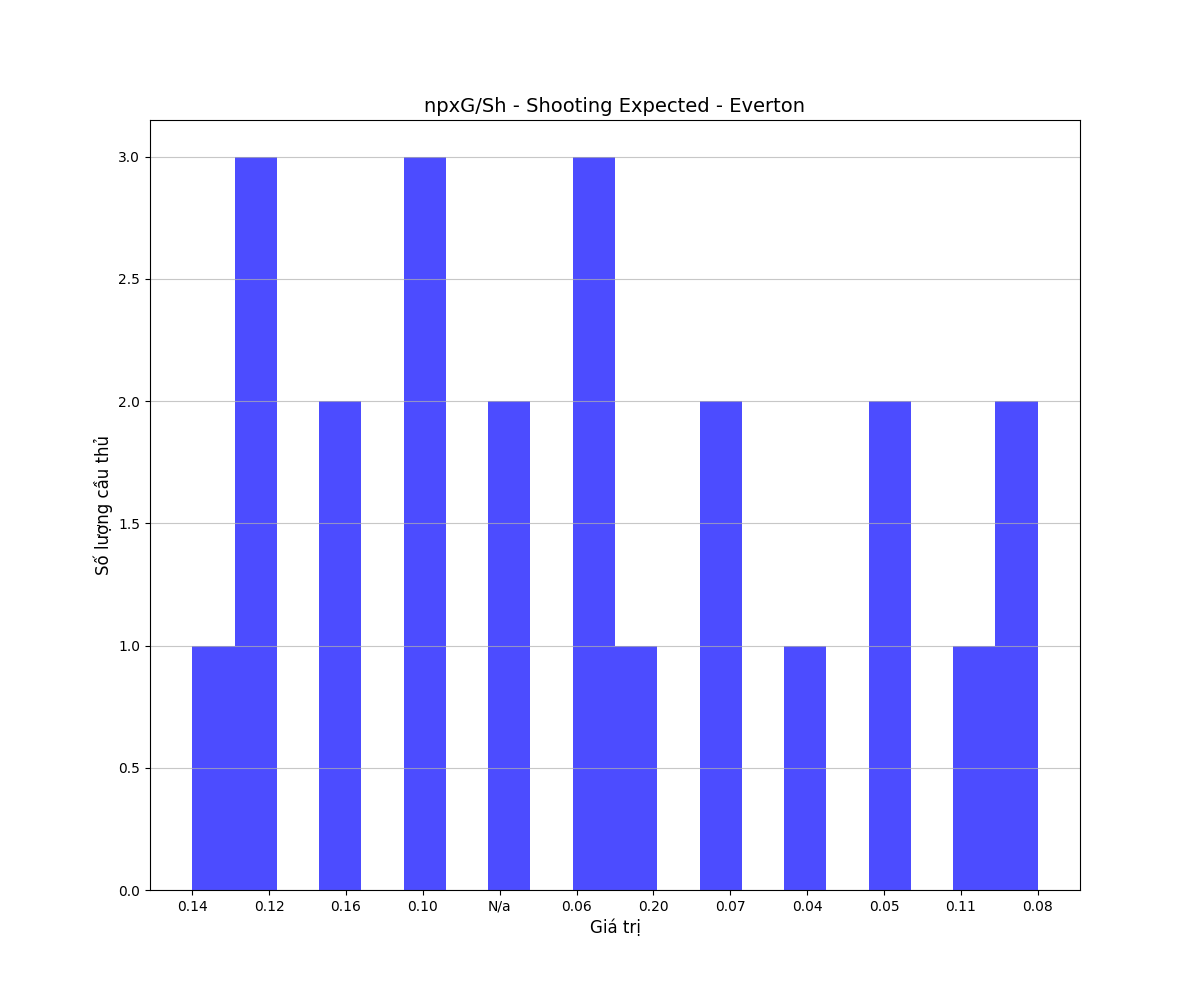 npxG/Sh - Shooting Expected - Everton
3.0
2.5
2.0
1.5
1.0
0.5
0.0
Số lượng cầu thủ
0.14 0.12 0.16 0.10 N/a 0.06 0.20 0.07 0.04 0.05 0.11 0.08
Giá trị